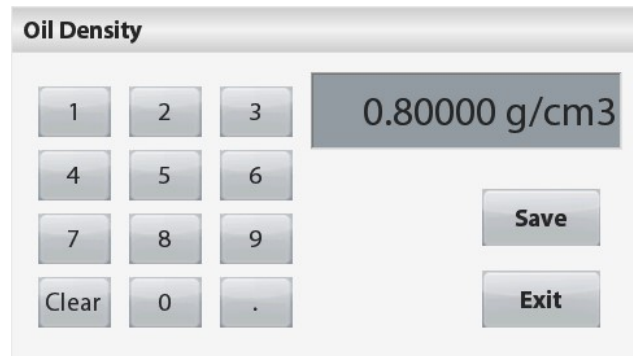 Oil Density
1 2 3 0.80000 g/cm3
4 5 6
Save
7 8 9
Clear 0 .
Exit